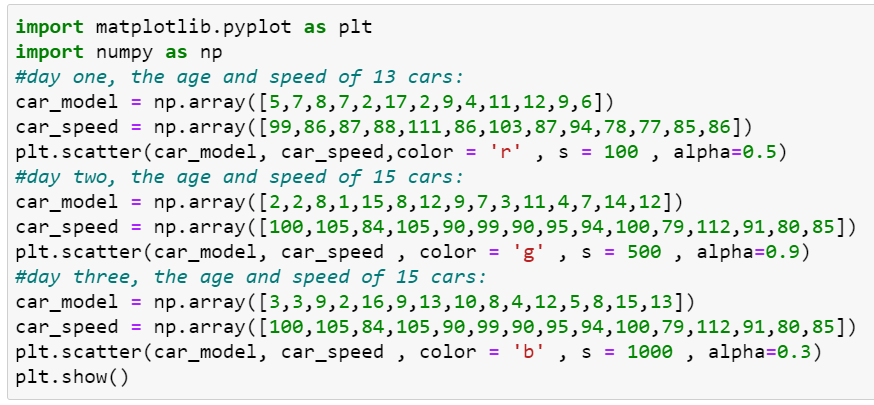 import matplotlib.pyplot as plt
import numpy as np
#day one, the age and speed of 13 cars:
car_model = np.array([5,7,8,7,2,17,2,9,4,11,12,9,6])
car_speed = np.array([99,86,87,88,111,86,103,87,94,78,77,85,86])
plt.scatter(car_model, car_speed,color = 'r' , s = 100 , alpha=0.5)
#day two, the age and speed of 15 cars:
car_model = np.array([2,2,8,1,15,8,12,9,7,3,11,4,7,14,12])
car_speed = np.array([100,105,84,105,90,99,90,95,94,100,79,112,91,80,85])
plt.scatter(car_model, car_speed , color = 'g' , s = 500 , alpha=0.9)
#day three, the age and speed of 15 cars:
car_model = np.array([3,3,9,2,16,9,13,10,8,4,12,5,8,15,13])
car_speed = np.array([100,105,84,105,90,99,90,95,94,100,79,112,91,80,85])
plt.scatter(car_model, car_speed , color = 'b' , s = 1000 , alpha=0.3)
plt.show()